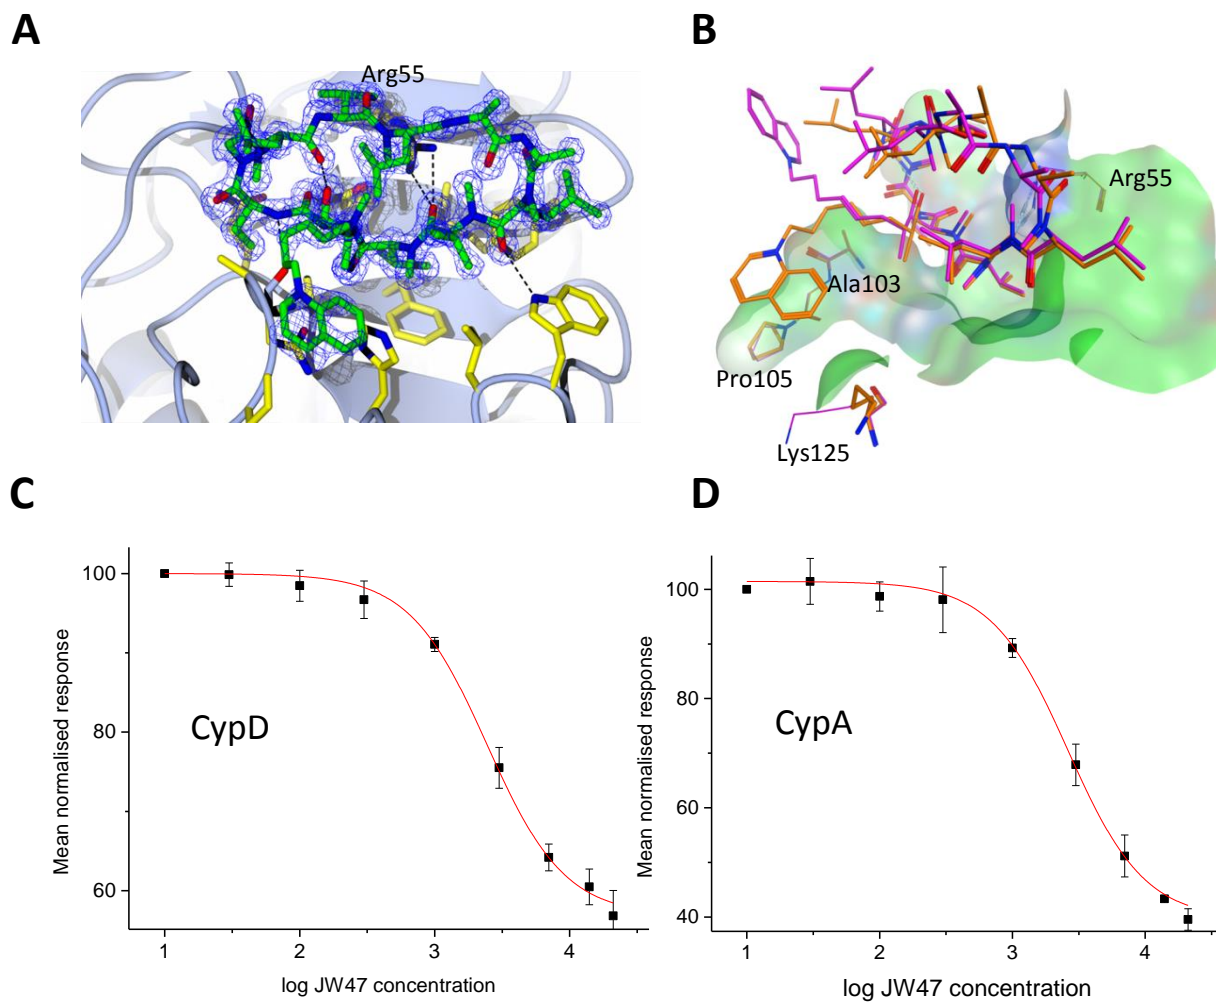 A
B
Arg55
Arg55
Ala103
Pro105
Lys125
C
D
100
80
60
Mean normalised response
CypD
1
2
3
4
log JW47 concentration
100
80
60
40
Mean normalised response
CypA
1
2
3
4
log JW47 concentration